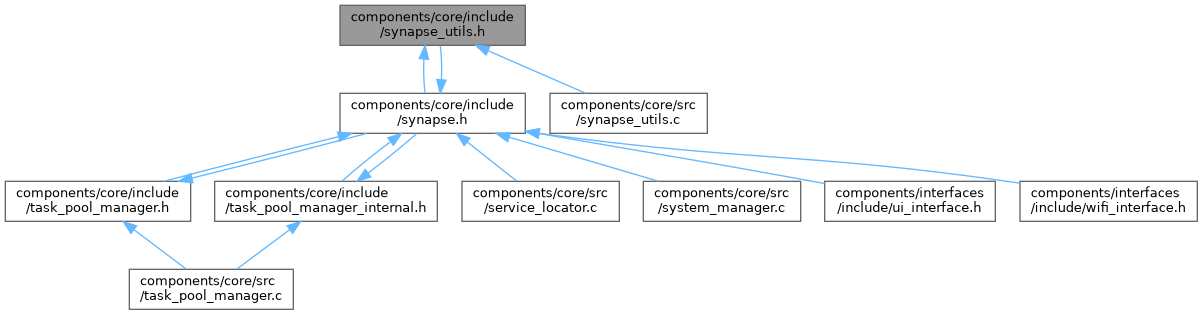 components/core/include
/synapse_utils.h
components/core/include
/synapse.h
components/core/src
/synapse_utils.c
components/core/include
/task_pool_manager.h
components/core/include
/task_pool_manager_internal.h
components/core/src
/service_locator.c
components/core/src
/system_manager.c
components/interfaces
/include/ui_interface.h
components/interfaces
/include/wifi_interface.h
components/core/src
/task_pool_manager.c